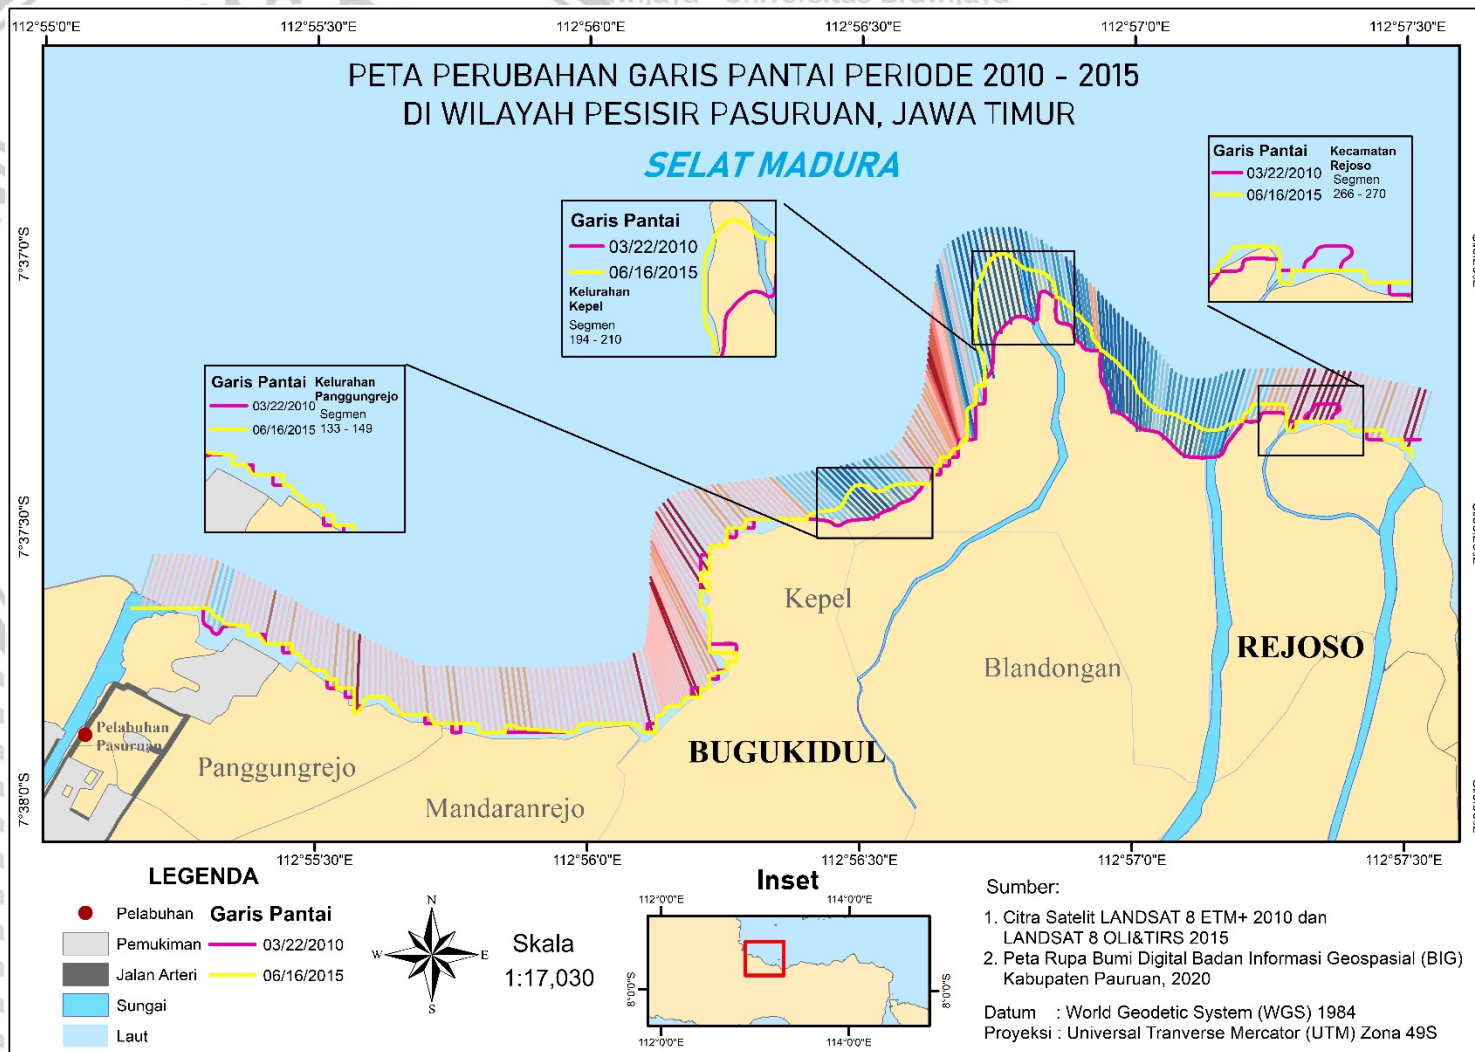 Wijaya Universitas Brawijaya
112°55'0"E 112°55'30"E 112°56'0"E 112°56'30"E 112°57'0"E 112°57'30"E
PETA PERUBAHAN GARIS PANTAI PERIODE 2010 - 2015
DI WILAYAH PESISIR PASURUAN, JAWA TIMUR
SELAT MADURA
Garis Pantai
03/22/2010
06/16/2015
Kecamatan
Rejoso
Segmen
266 - 270
Garis Pantai
03/22/2010
06/16/2015
Kelurahan
Kepel
Segmen
194 - 210
Garis Pantai
03/22/2010
06/16/2015
Kelurahan
Panggungrejo
Segmen
133 - 149
7°37'0"S
7°37'30"S
7°38'0"S
Kepel
Blandongan
REJOSO
BUGUKIDUL
Pelabuhan
Pasuruan
Panggungrejo
Mandaranrejo
112°55'30"E 112°56'0"E 112°56'30"E 112°57'0"E 112°57'30"E
LEGENDA
Pelabuhan
Pemukiman
Jalan Arteri
Sungai
Laut
Garis Pantai
03/22/2010
06/16/2015
N
W E
S
Skala
1:17,030
Inset
112°0'0"E 114°0'0"E
8°0'0"S 8°0'0"S
112°0'0"E 114°0'0"E
Sumber:
1. Citra Satelit LANDSAT 8 ETM+ 2010 dan
LANDSAT 8 OLI&TIRS 2015
2. Peta Rupa Bumi Digital Badan Informasi Geospasial (BIG)
Kabupaten Pauruan, 2020
Datum : World Geodetic System (WGS) 1984
Proyeksi : Universal Tranverse Mercator (UTM) Zona 49S